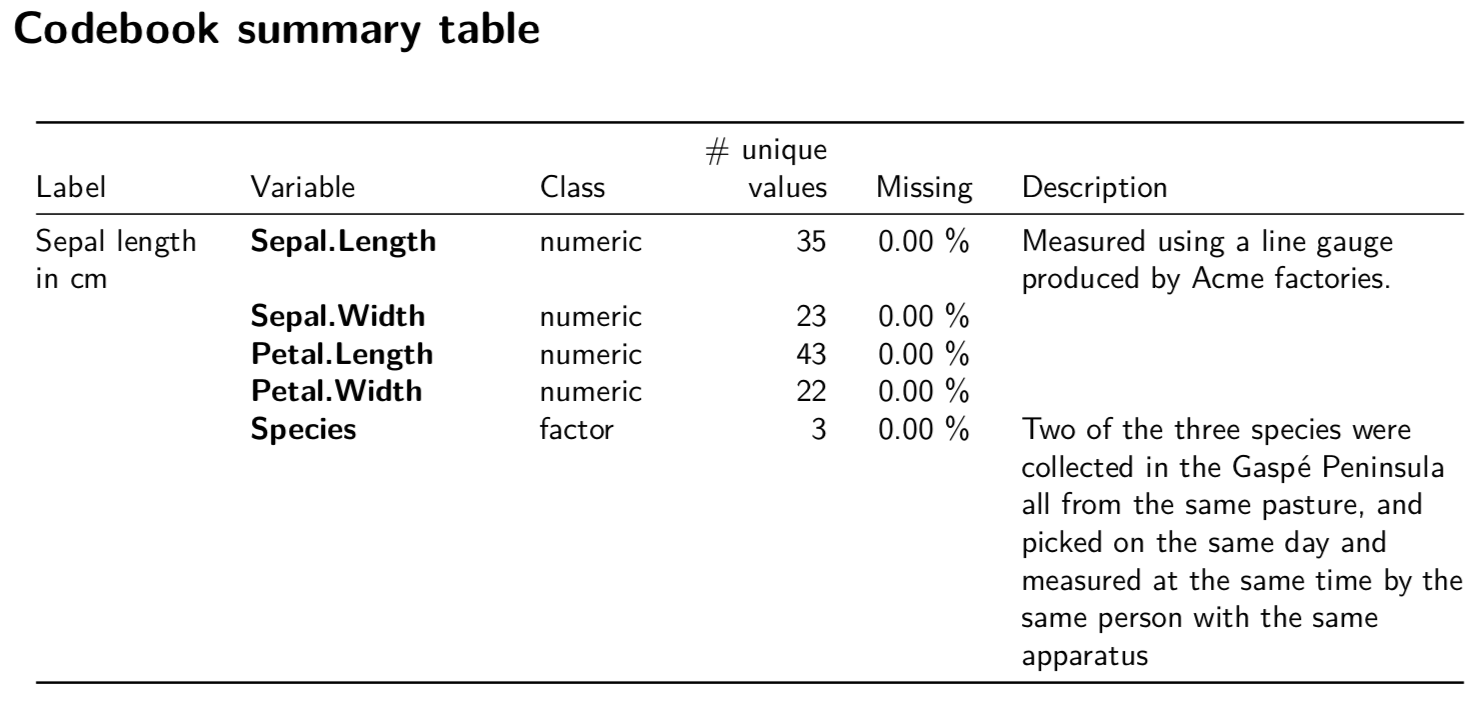 Codebook summary table
# unique
Label Variable Class values Missing Description
Sepal length Sepal.Length numeric 35 0.00 % Measured using a line gauge
in cm produced by Acme factories.
Sepal.Width numeric 23 0.00 %
Petal.Length numeric 43 0.00 %
Petal.Width numeric 22 0.00 %
Species factor 3 0.00 % Two of the three species were
collected in the Gaspé Peninsula
all from the same pasture, and
picked on the same day and
measured at the same time by the
same person with the same
apparatus